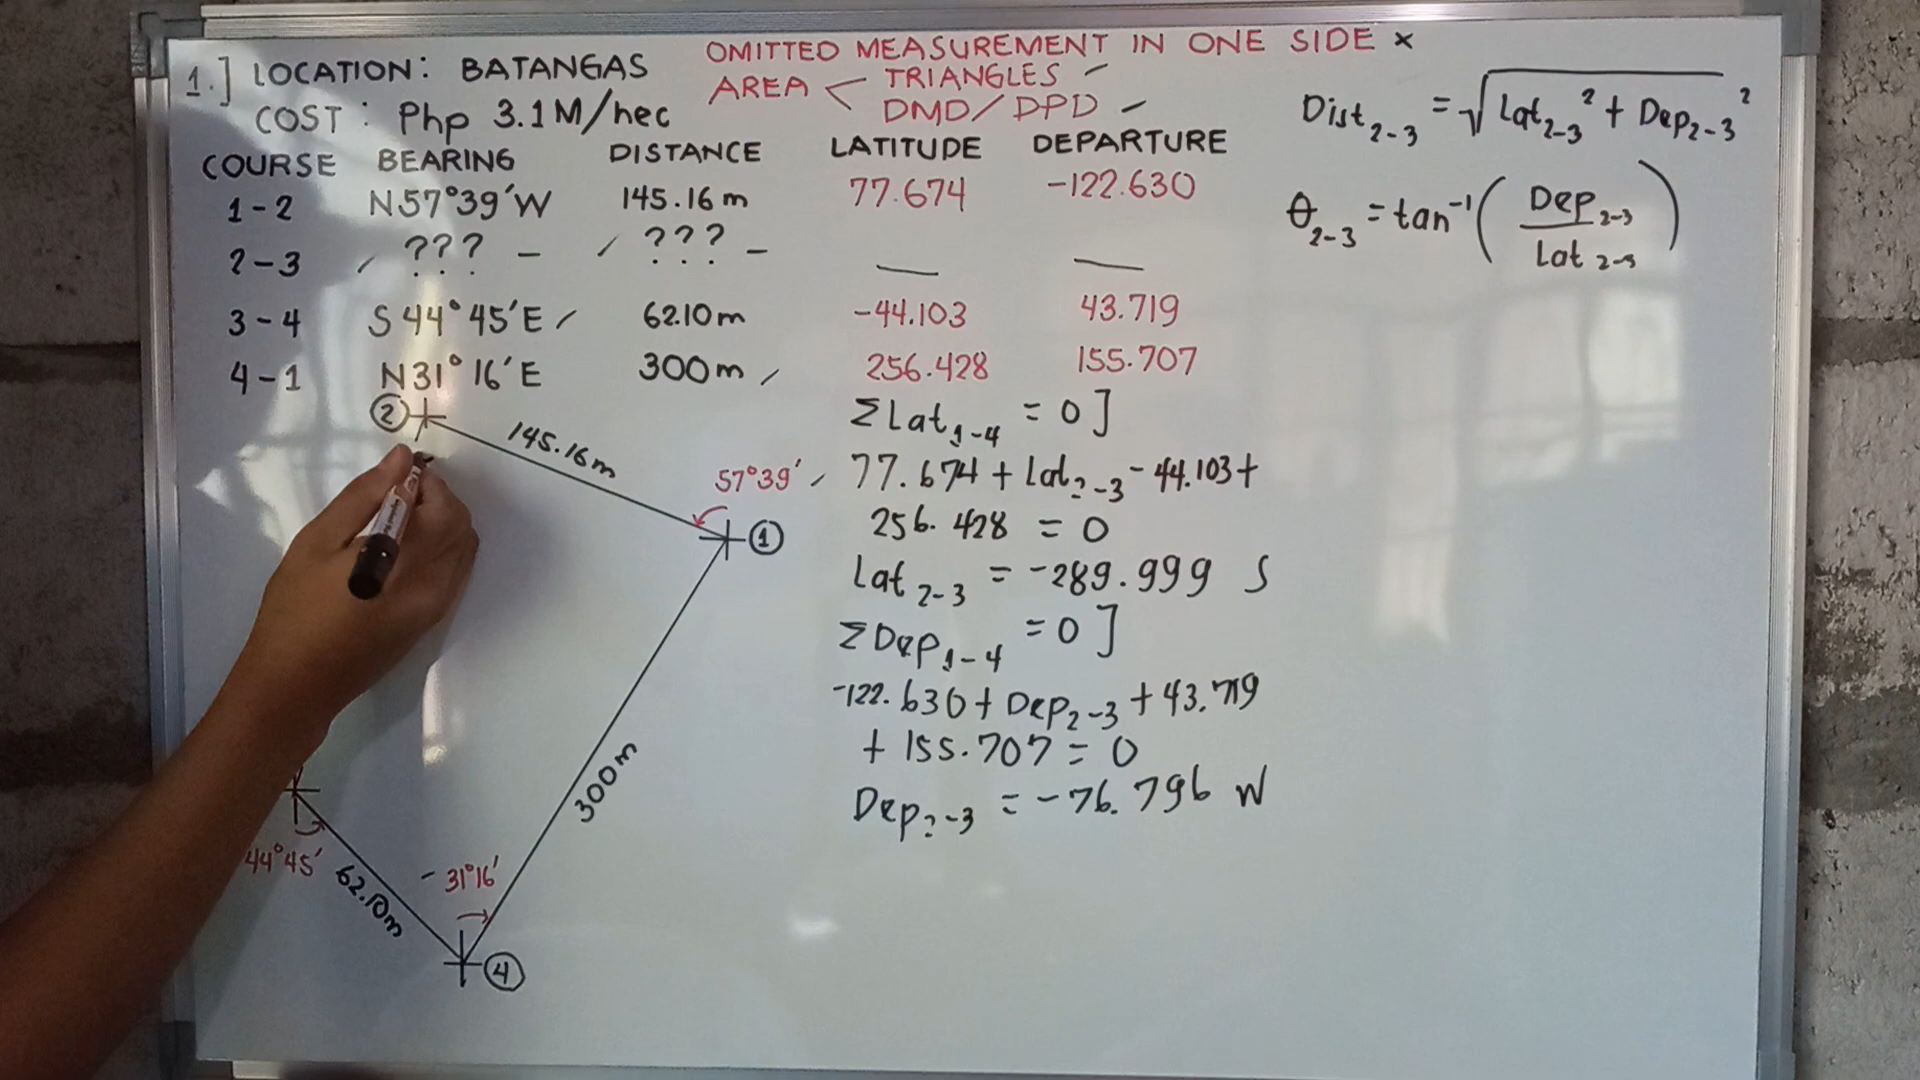 1.] LOCATION: BATANGAS
COST : Php 3.1M/hec
OMITTED MEASUREMENT IN ONE SIDE ×
AREA < TRIANGLES
DMD/DPD
COURSE BEARING DISTANCE LATITUDE DEPARTURE
1-2 N57°39'W 145.16m 77.674 -122.630
2-3 ??? ???
3-4 S 44°45'E 62.10m -44.103 43.719
4-1 N31°16'E 300m 256.428 155.707
Dist2-3 = √Lat2-3² + Dep2-3²
θ2-3 = tan⁻¹(Dep2-3/Lat2-3)
ΣLat1-4 = 0]
77.674 + Lat2-3 - 44.103 +
256.428 = 0
Lat2-3 = -289.999 S
ΣDep1-4 = 0]
-122.630 + Dep2-3 + 43.719
+ 155.707 = 0
Dep2-3 = -76.796 W
2
145.16m
57°39'
1
300m
44°45'
62.10m
31°16'
4